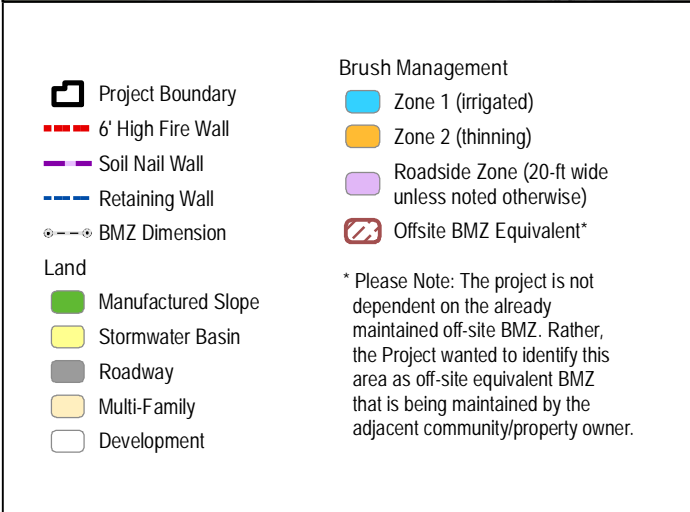 Project Boundary
6' High Fire Wall
Soil Nail Wall
Retaining Wall
BMZ Dimension
Land
Manufactured Slope
Stormwater Basin
Roadway
Multi-Family
Development
Brush Management
Zone 1 (irrigated)
Zone 2 (thinning)
Roadside Zone (20-ft wide
unless noted otherwise)
Offsite BMZ Equivalent*
* Please Note: The project is not
dependent on the already
maintained off-site BMZ. Rather,
the Project wanted to identify this
area as off-site equivalent BMZ
that is being maintained by the
adjacent community/property owner.